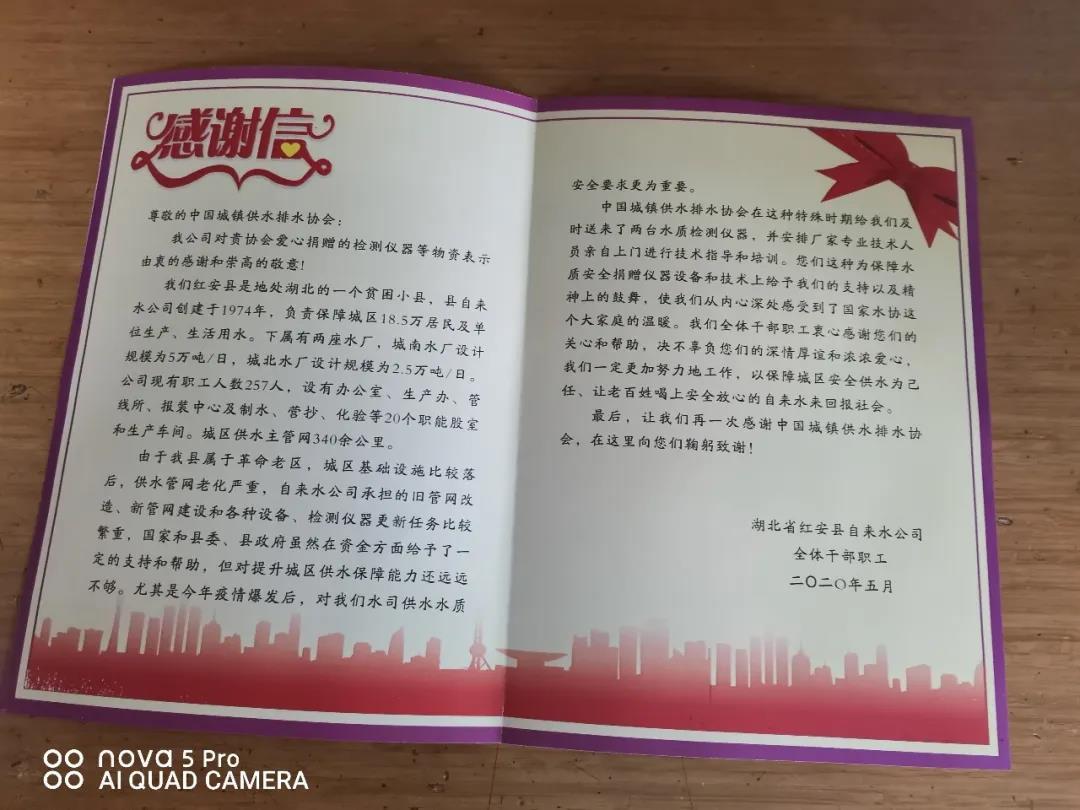 感谢信
尊敬的中国城镇供水排水协会：
我公司对贵协会爱心捐赠的检测仪器等物资表示
由衷的感谢和崇高的敬意！
我们红安县是地处湖北的一个贫困小县，县自来
水公司创建于1974年，负责保障城区18.5万居民及单
位生产、生活用水。下属有两座水厂，城南水厂设计
规模为5万吨/日，城北水厂设计规模为2.5万吨/日。
公司现有职工人数257人，设有办公室、生产办、管
线所、报装中心及制水、营抄、化验等20个职能股室
和生产车间。城区供水主管网340余公里。
由于我县属于革命老区，城区基础设施比较落
后，供水管网老化严重，自来水公司承担的旧管网改
造、新管网建设和各种设备、检测仪器更新任务比较
繁重，国家和县委、县政府虽然在资金方面给予了一
定的支持和帮助，但对提升城区供水保障能力还远远
不够。尤其是今年疫情爆发后，对我们水司供水水质
安全要求更为重要。
中国城镇供水排水协会在这种特殊时期给我们及
时送来了两台水质检测仪器，并安排厂家专业技术人
员亲自上门进行技术指导和培训。您们这种为保障水
质安全捐赠仪器设备和技术上给予我们的支持以及精
神上的鼓舞，使我们从内心深处感受到了国家水协这
个大家庭的温暖。我们全体干部职工衷心感谢您们的
关心和帮助，决不辜负您们的深情厚谊和浓浓爱心，
我们一定更加努力地工作，以保障城区安全供水为己
任、让老百姓喝上安全放心的自来水来回报社会。
最后，让我们再一次感谢中国城镇供水排水协
会，在这里向您们鞠躬致谢！
湖北省红安县自来水公司
全体干部职工
二〇二〇年五月
nova 5 Pro
AI QUAD CAMERA